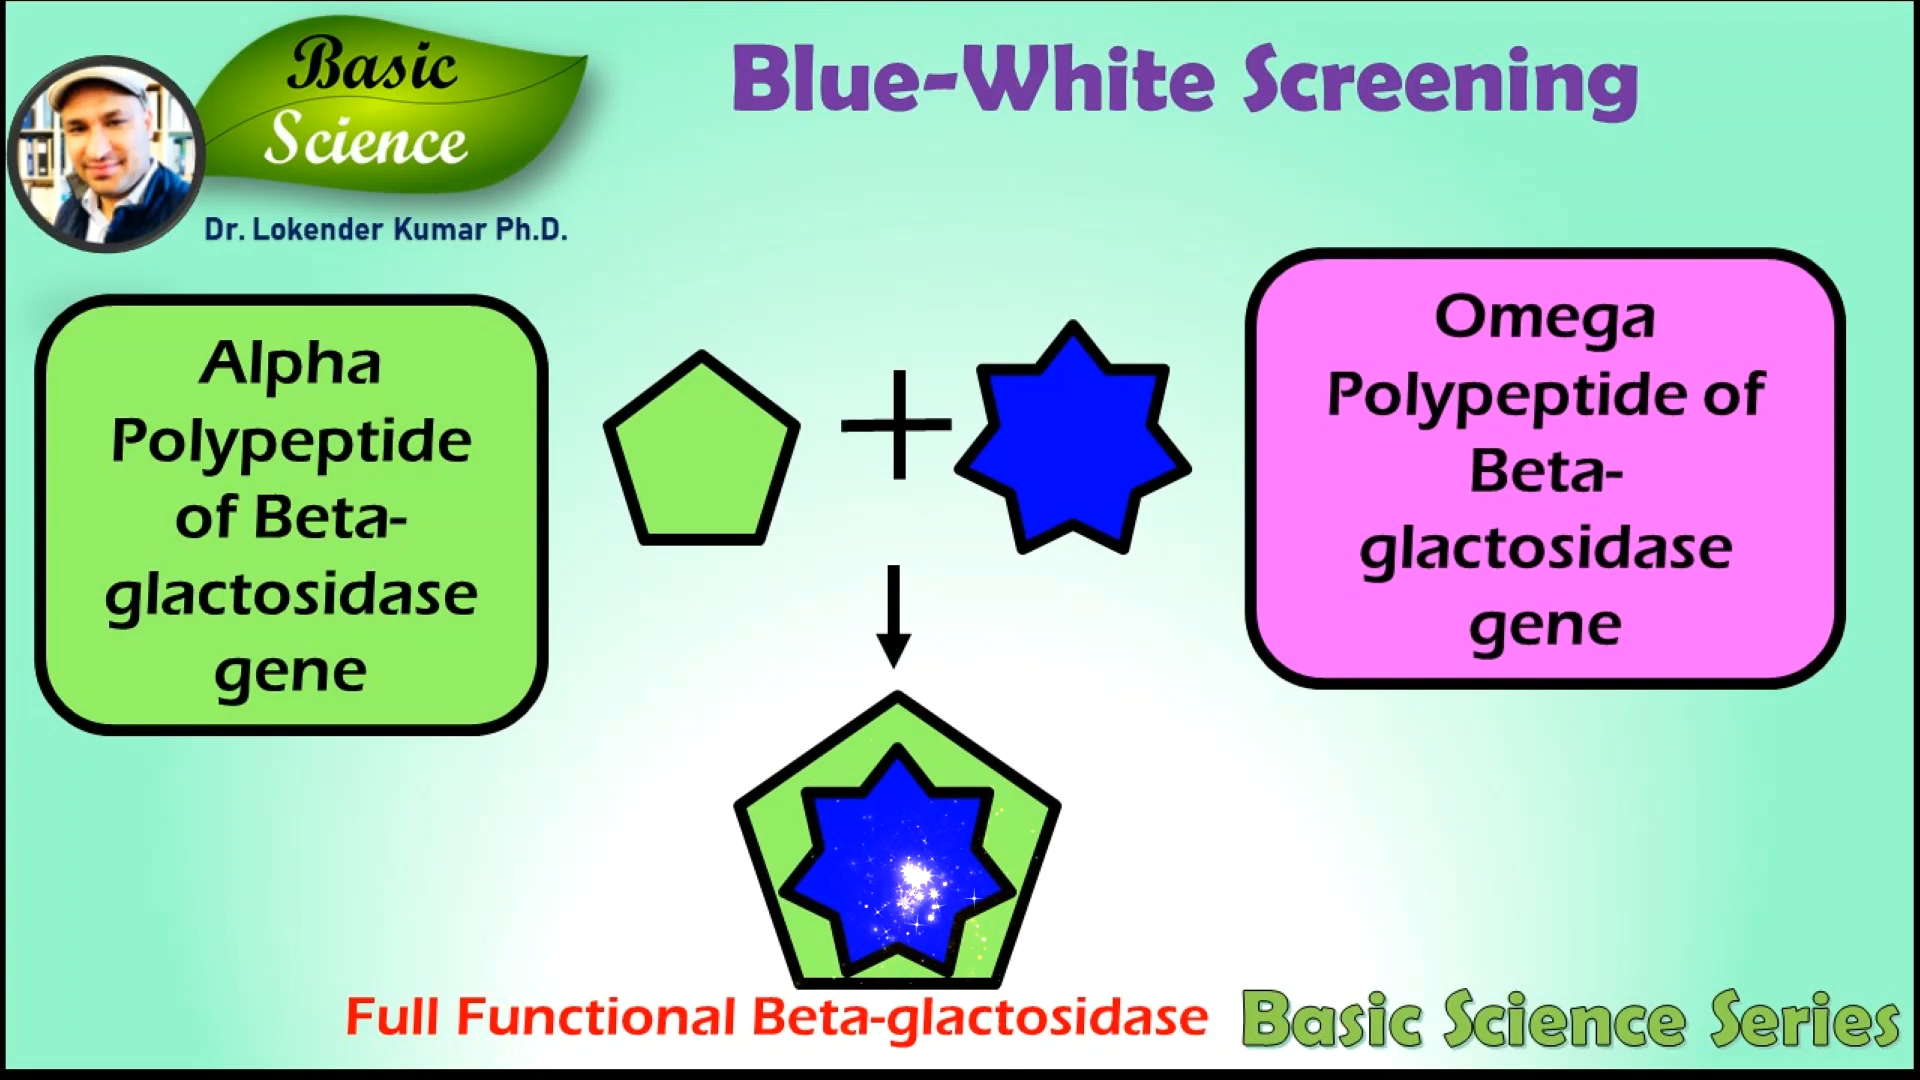 Basic
Science
Dr. Lokender Kumar Ph.D.
Blue-White Screening
Alpha
Polypeptide
of Beta-
glactosidase
gene
Omega
Polypeptide of
Beta-
glactosidase
gene
Full Functional Beta-glactosidase
Basic Science Series